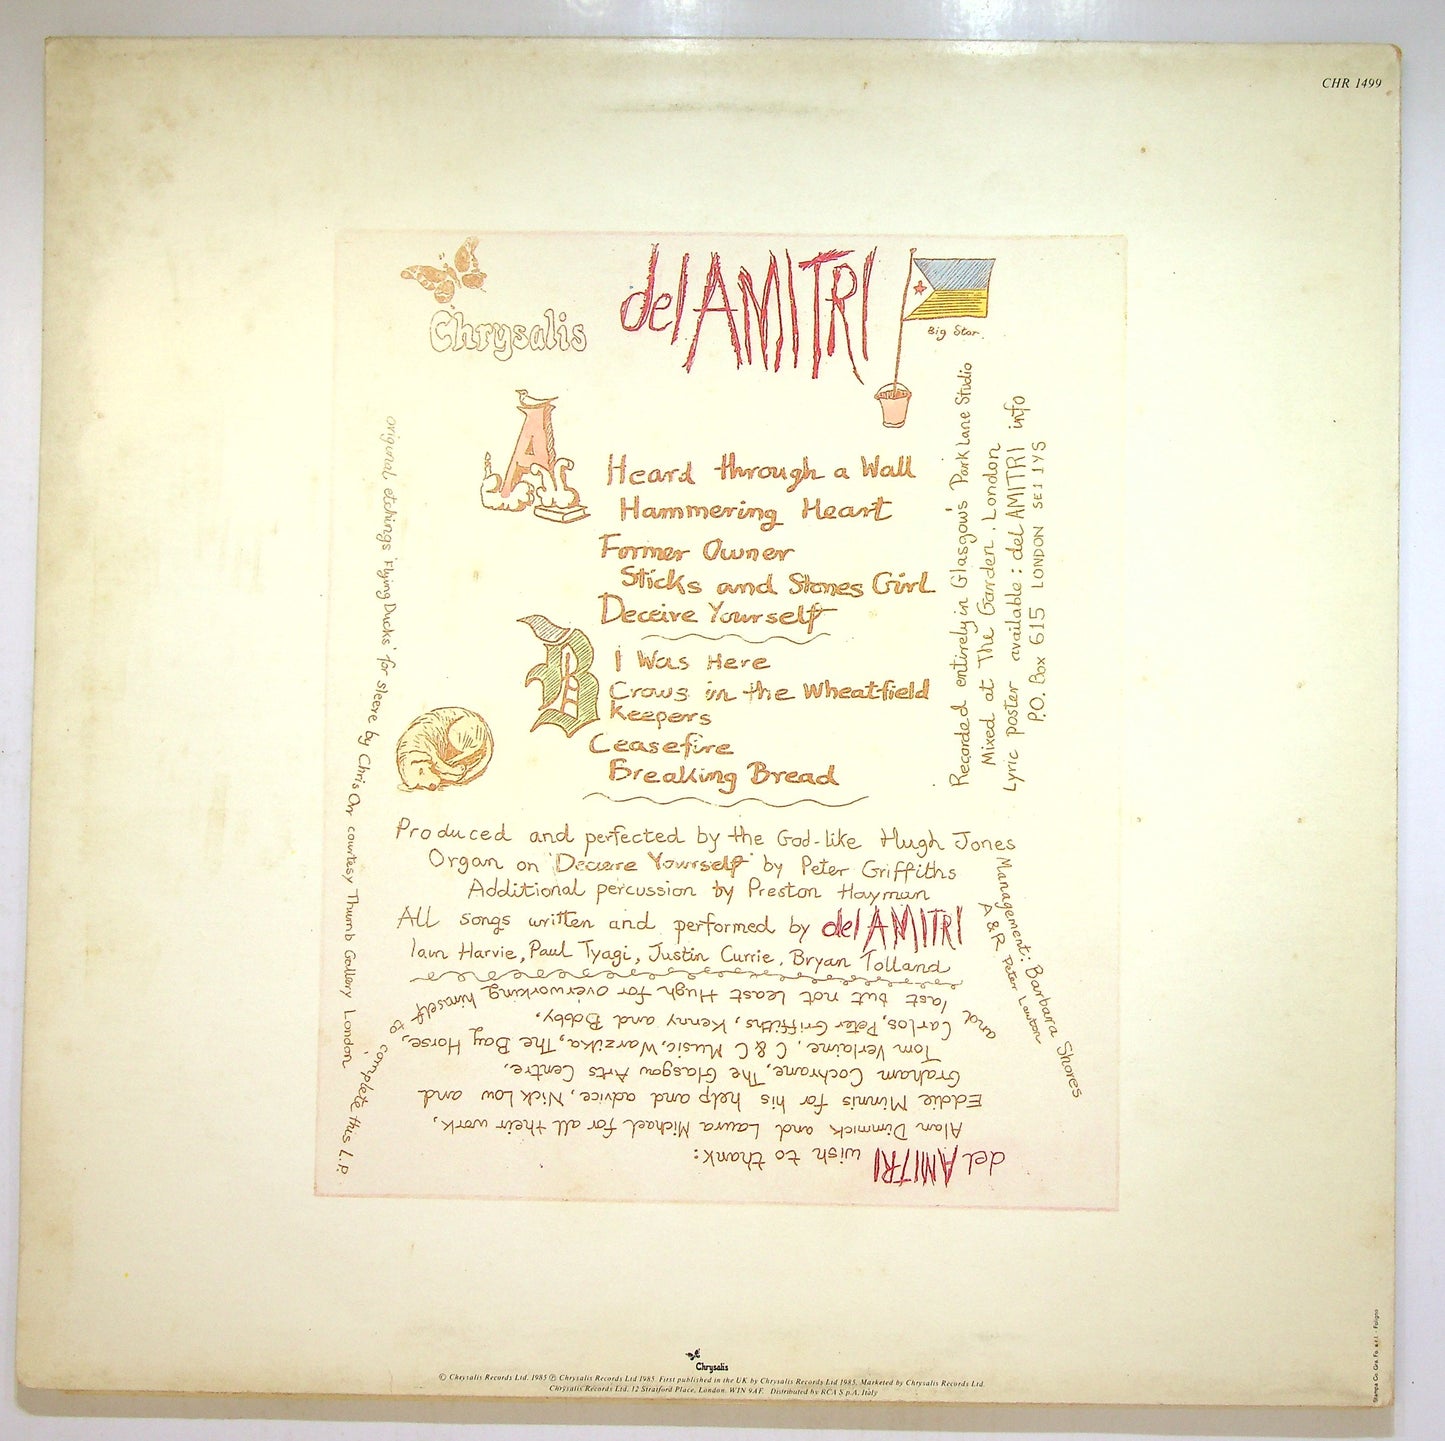 CHR 1499
Chrysalis
del AMITRI
Big Star.
A
Heard through a Wall
Hammering Heart
Former Owner
Sticks and Stones Girl
Deceive Yourself
B
I Was Here
Crows in the Wheatfield
Keepers
Ceasefire
Breaking Bread
Recorded entirely in Glasgow's Park Lane Studio
Mixed at The Garden, London
Lyric poster available: del AMITRI info
P.O. Box 615 LONDON SE1 1YS
original etchings 'Flying Ducks' for sleeve by Chris Orr courtesy Thumb Gallery London
Produced and perfected by the God-like Hugh Jones
Organ on 'Deceive Yourself' by Peter Griffiths
Additional percussion by Preston Hayman
All songs written and performed by del AMITRI
Iain Harvie, Paul Tyagi, Justin Currie, Bryan Tolland
Management: Barbara Shores
A & R Peter Lawton
del AMITRI wish to thank:
Alan Dimmick and Laura Michael for all their work,
Eddie Minnis for his help and advice, Nick Low and
Graham Cochrane, The Glasgow Arts Centre,
Tom Verlaine, C & C Music, Warzika, The Bay Horse,
Carlos, Peter Griffiths, Kenny and Bobby,
and last but not least Hugh for overworking himself to complete this L.P.
Chrysalis
© Chrysalis Records Ltd. 1985 ℗ Chrysalis Records Ltd 1985. First published in the UK by Chrysalis Records Ltd 1985. Marketed by Chrysalis Records Ltd.
Chrysalis Records Ltd. 12 Stratford Place, London. W1N 9AF. Distributed by RCA S.p.A. Italy
Stampa Co. Gra. Fo. s.r.l. - Foligno